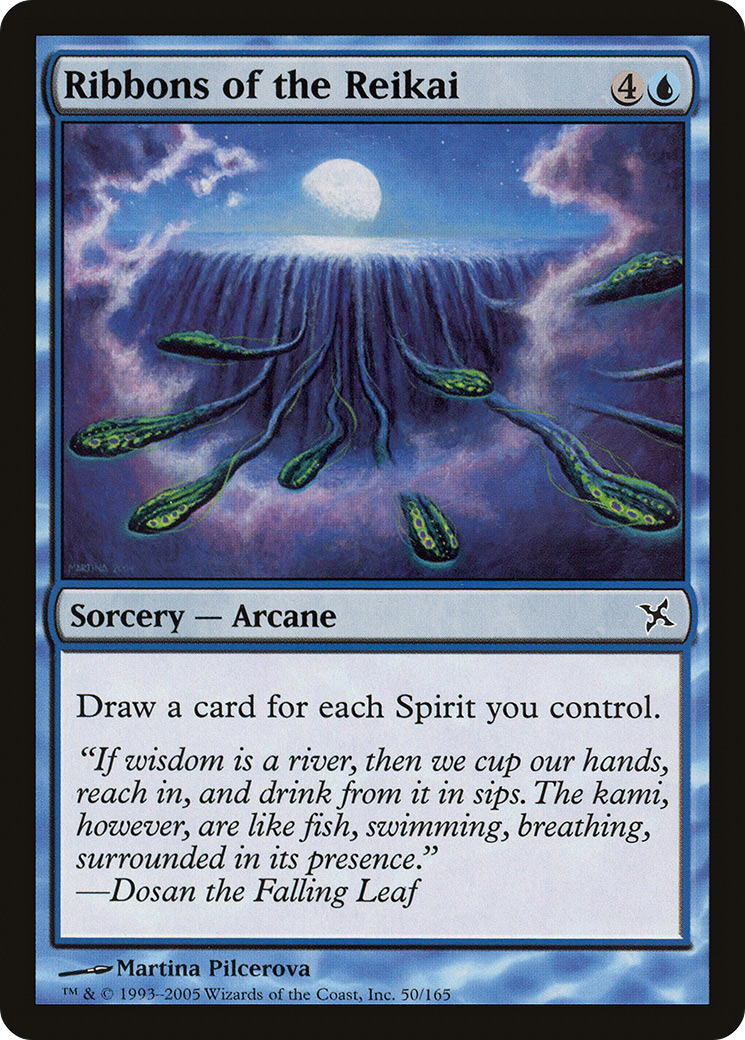 Ribbons of the Reikai 4
MARTINA 2004
Sorcery — Arcane
Draw a card for each Spirit you control.
“If wisdom is a river, then we cup our hands,
reach in, and drink from it in sips. The kami,
however, are like fish, swimming, breathing,
surrounded in its presence.”
—Dosan the Falling Leaf
Martina Pilcerova
™ & © 1993–2005 Wizards of the Coast, Inc. 50/165